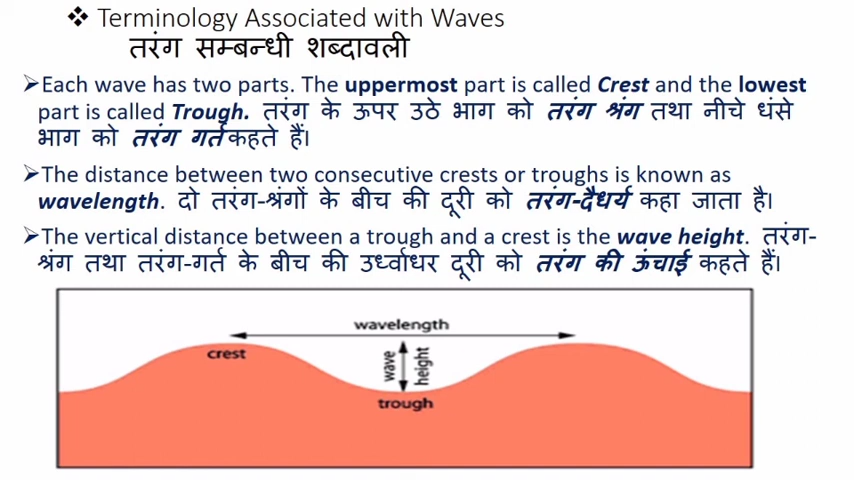 ❖ Terminology Associated with Waves
तरंग सम्बन्धी शब्दावली
➢Each wave has two parts. The uppermost part is called Crest and the lowest
part is called Trough. तरंग के ऊपर उठे भाग को तरंग श्रंग तथा नीचे धंसे
भाग को तरंग गर्त कहते हैं।
➢The distance between two consecutive crests or troughs is known as
wavelength. दो तरंग-श्रंगों के बीच की दूरी को तरंग-दैधर्य कहा जाता है।
➢The vertical distance between a trough and a crest is the wave height. तरंग-
श्रंग तथा तरंग-गर्त के बीच की उर्ध्वाधर दूरी को तरंग की ऊंचाई कहते हैं।
wavelength
crest
wave height
trough